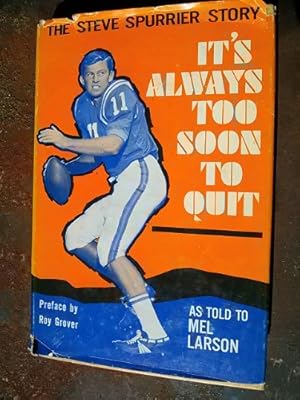 THE STEVE SPURRIER STORY
IT'S
ALWAYS
TOO
SOON
TO
QUIT
11
11
Preface by
Roy Grover
AS TOLD TO
MEL
LARSON